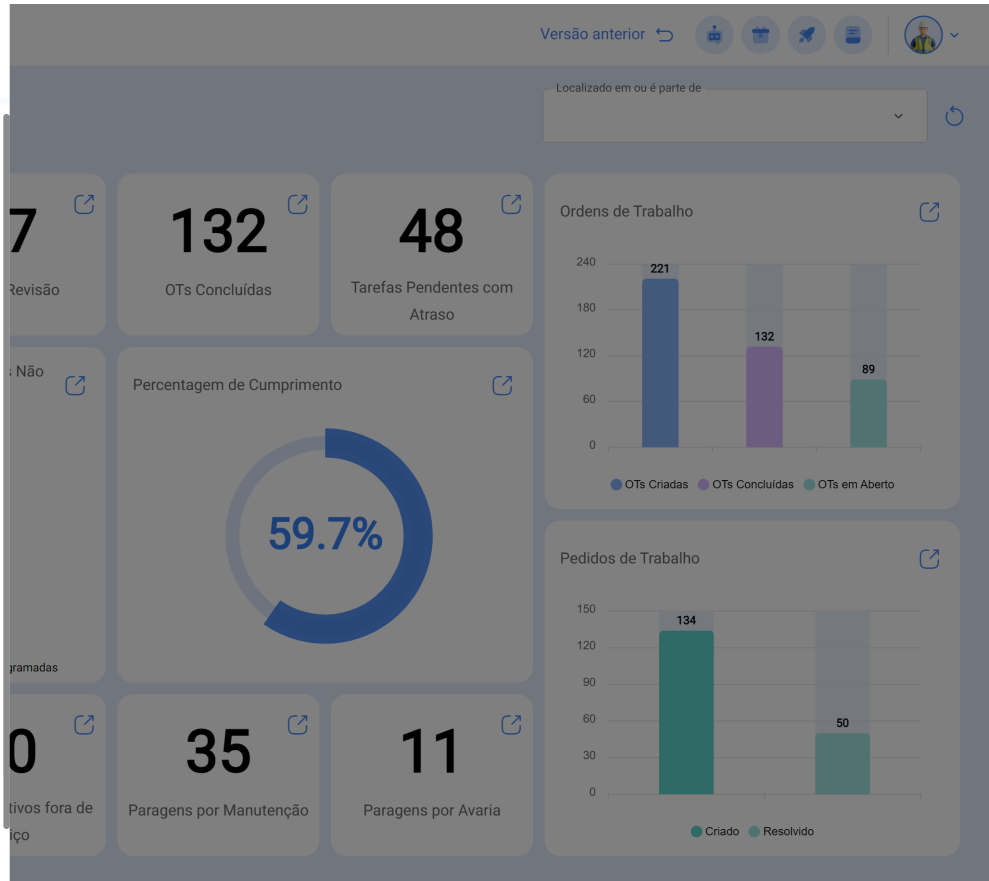 Versão anterior
Localizado em ou é parte de
7
Revisão
132
OTs Concluídas
48
Tarefas Pendentes com
Atraso
Ordens de Trabalho
240
180
120
60
0
221
132
89
OTs Criadas
OTs Concluídas
OTs em Aberto
Não
gramadas
Percentagem de Cumprimento
59.7%
Pedidos de Trabalho
150
120
90
60
30
0
134
50
Criado
Resolvido
0
tivos fora de
iço
35
Paragens por Manutenção
11
Paragens por Avaria